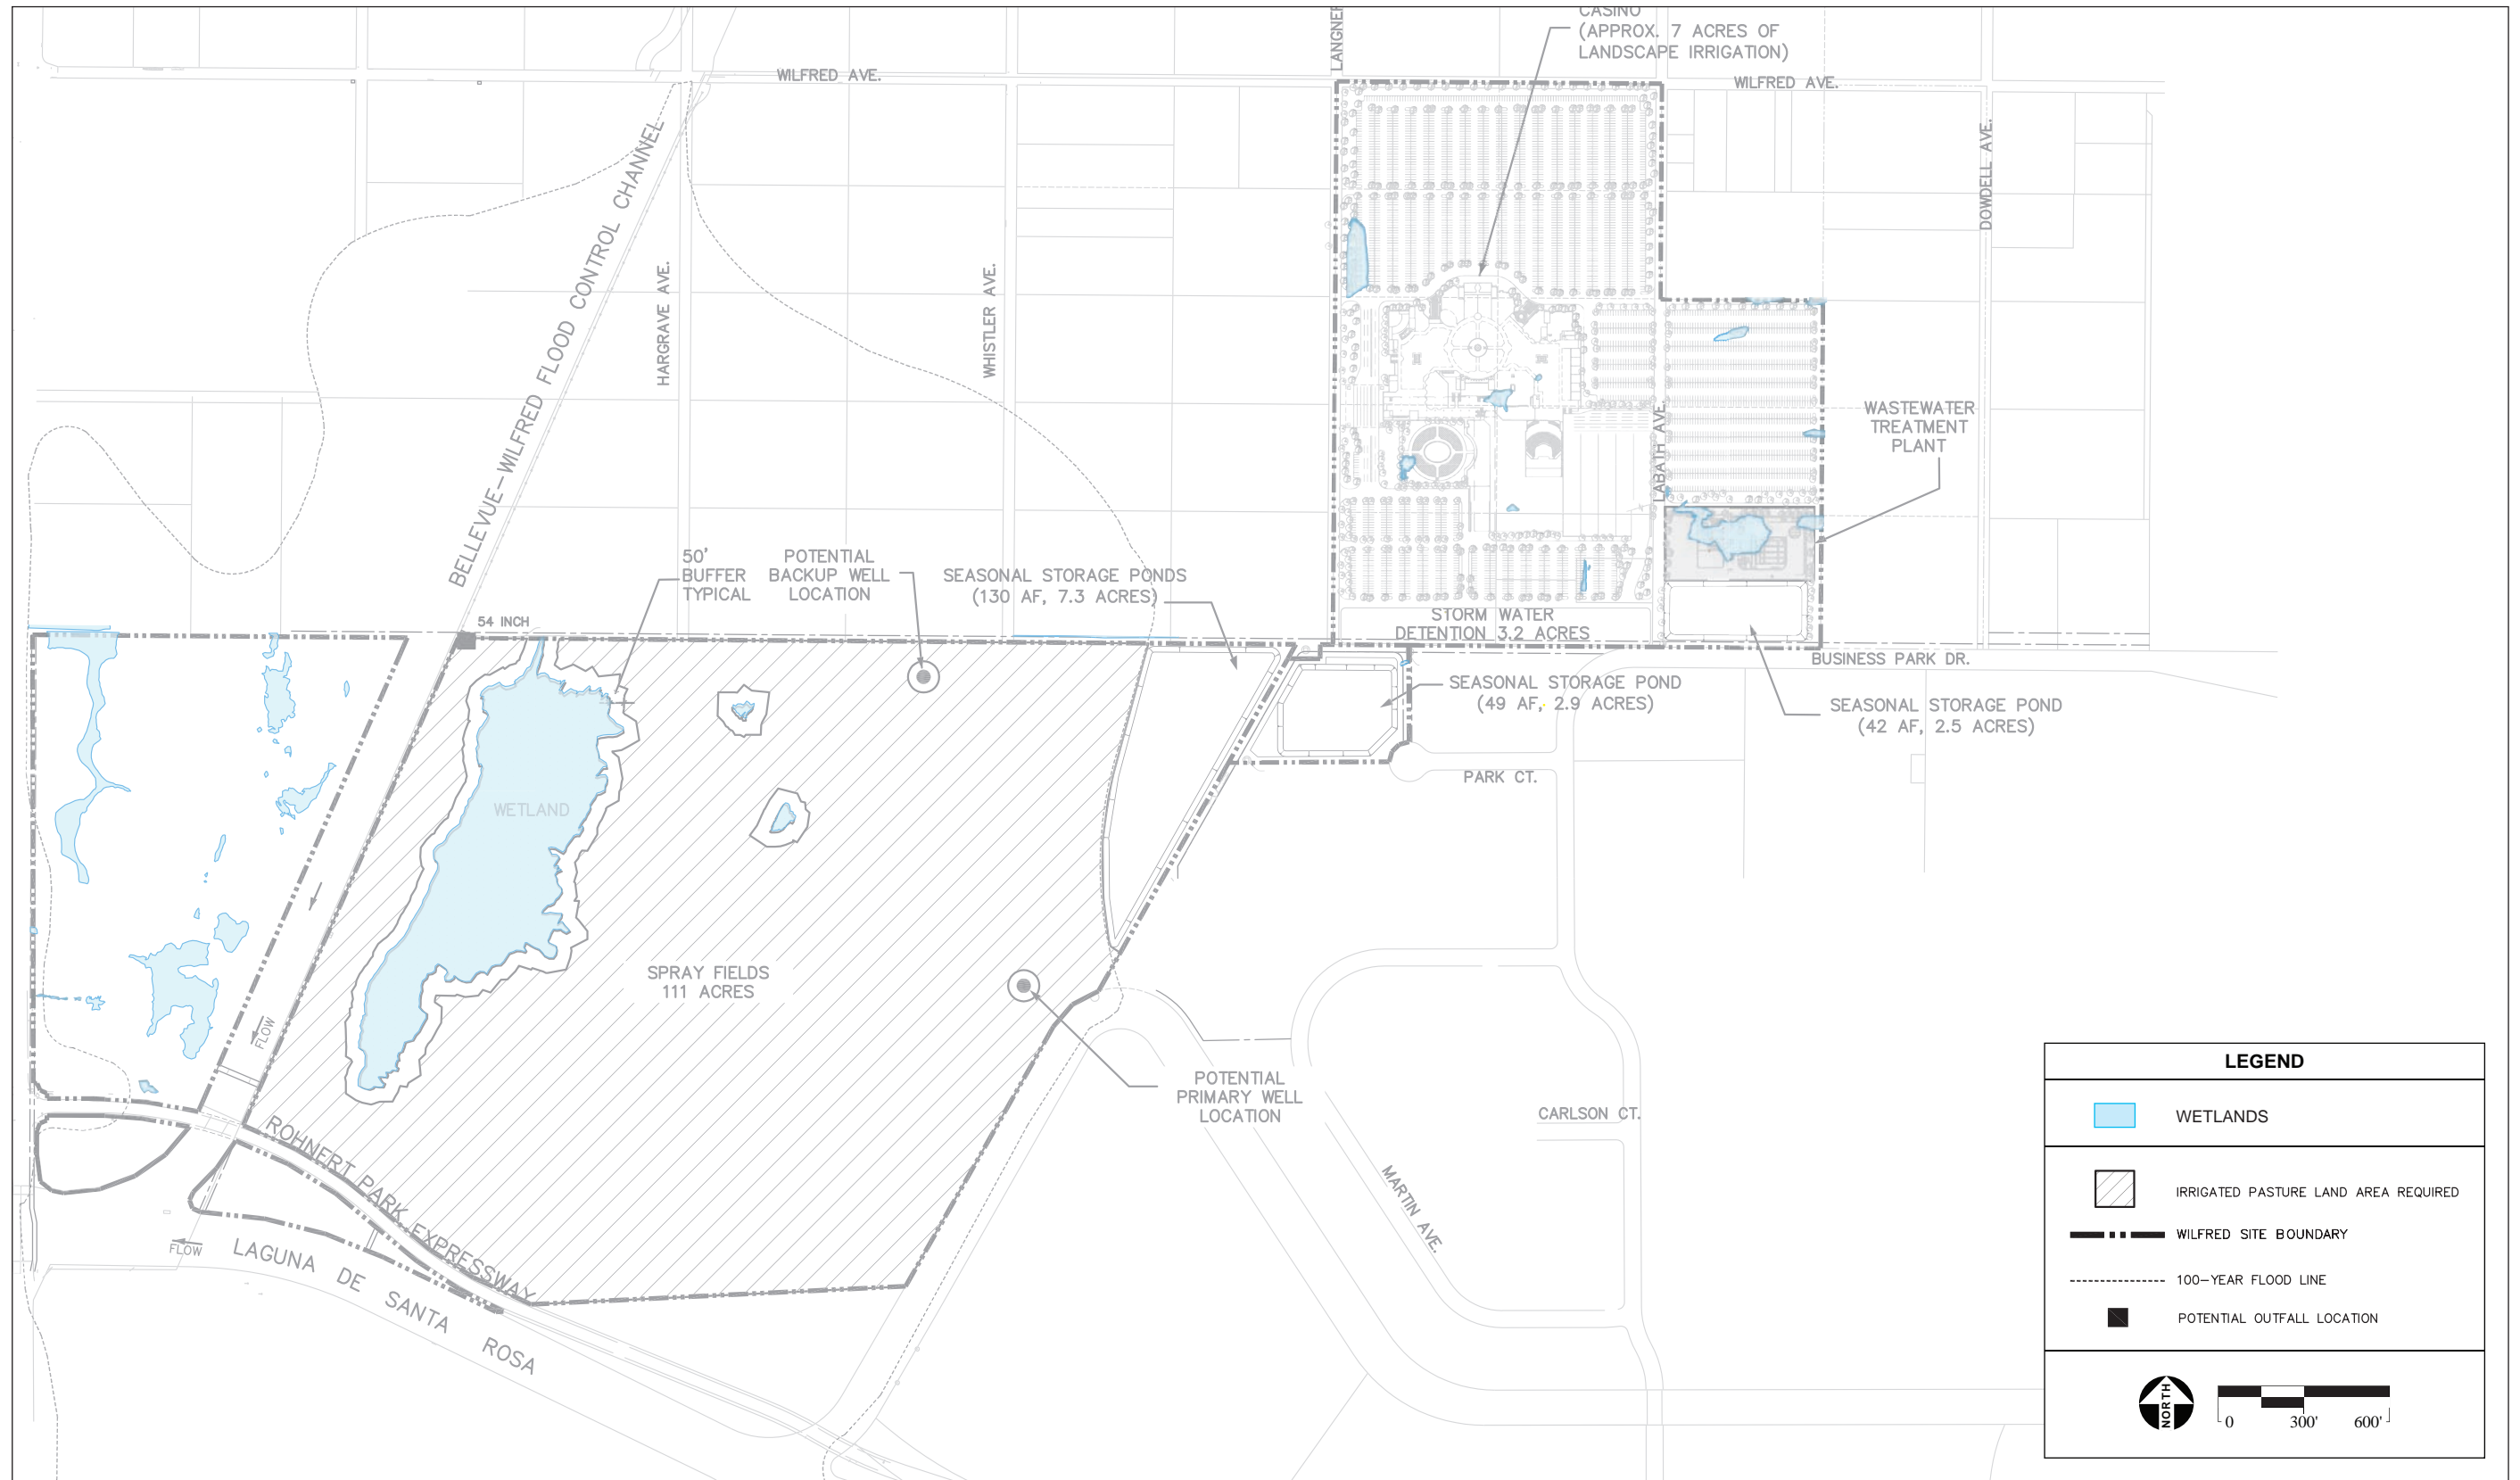 CASINO
(APPROX. 7 ACRES OF
LANDSCAPE IRRIGATION)
LANGNER
WILFRED AVE.
WILFRED AVE.
DOWDELL AVE.
BELLEVUE-WILFRED FLOOD CONTROL CHANNEL
HARGRAVE AVE.
WHISTLER AVE.
LABATH AVE.
WASTEWATER
TREATMENT
PLANT
50'
BUFFER
TYPICAL
POTENTIAL
BACKUP WELL
LOCATION
SEASONAL STORAGE PONDS
(130 AF, 7.3 ACRES)
54 INCH
STORM WATER
DETENTION 3.2 ACRES
BUSINESS PARK DR.
SEASONAL STORAGE POND
(49 AF, 2.9 ACRES)
SEASONAL STORAGE POND
(42 AF, 2.5 ACRES)
PARK CT.
WETLAND
SPRAY FIELDS
111 ACRES
FLOW
POTENTIAL
PRIMARY WELL
LOCATION
CARLSON CT.
MARTIN AVE.
ROHNERT PARK EXPRESSWAY
FLOW
LAGUNA DE SANTA ROSA
LEGEND
WETLANDS
IRRIGATED PASTURE LAND AREA REQUIRED
WILFRED SITE BOUNDARY
100-YEAR FLOOD LINE
POTENTIAL OUTFALL LOCATION
NORTH
0 300' 600'